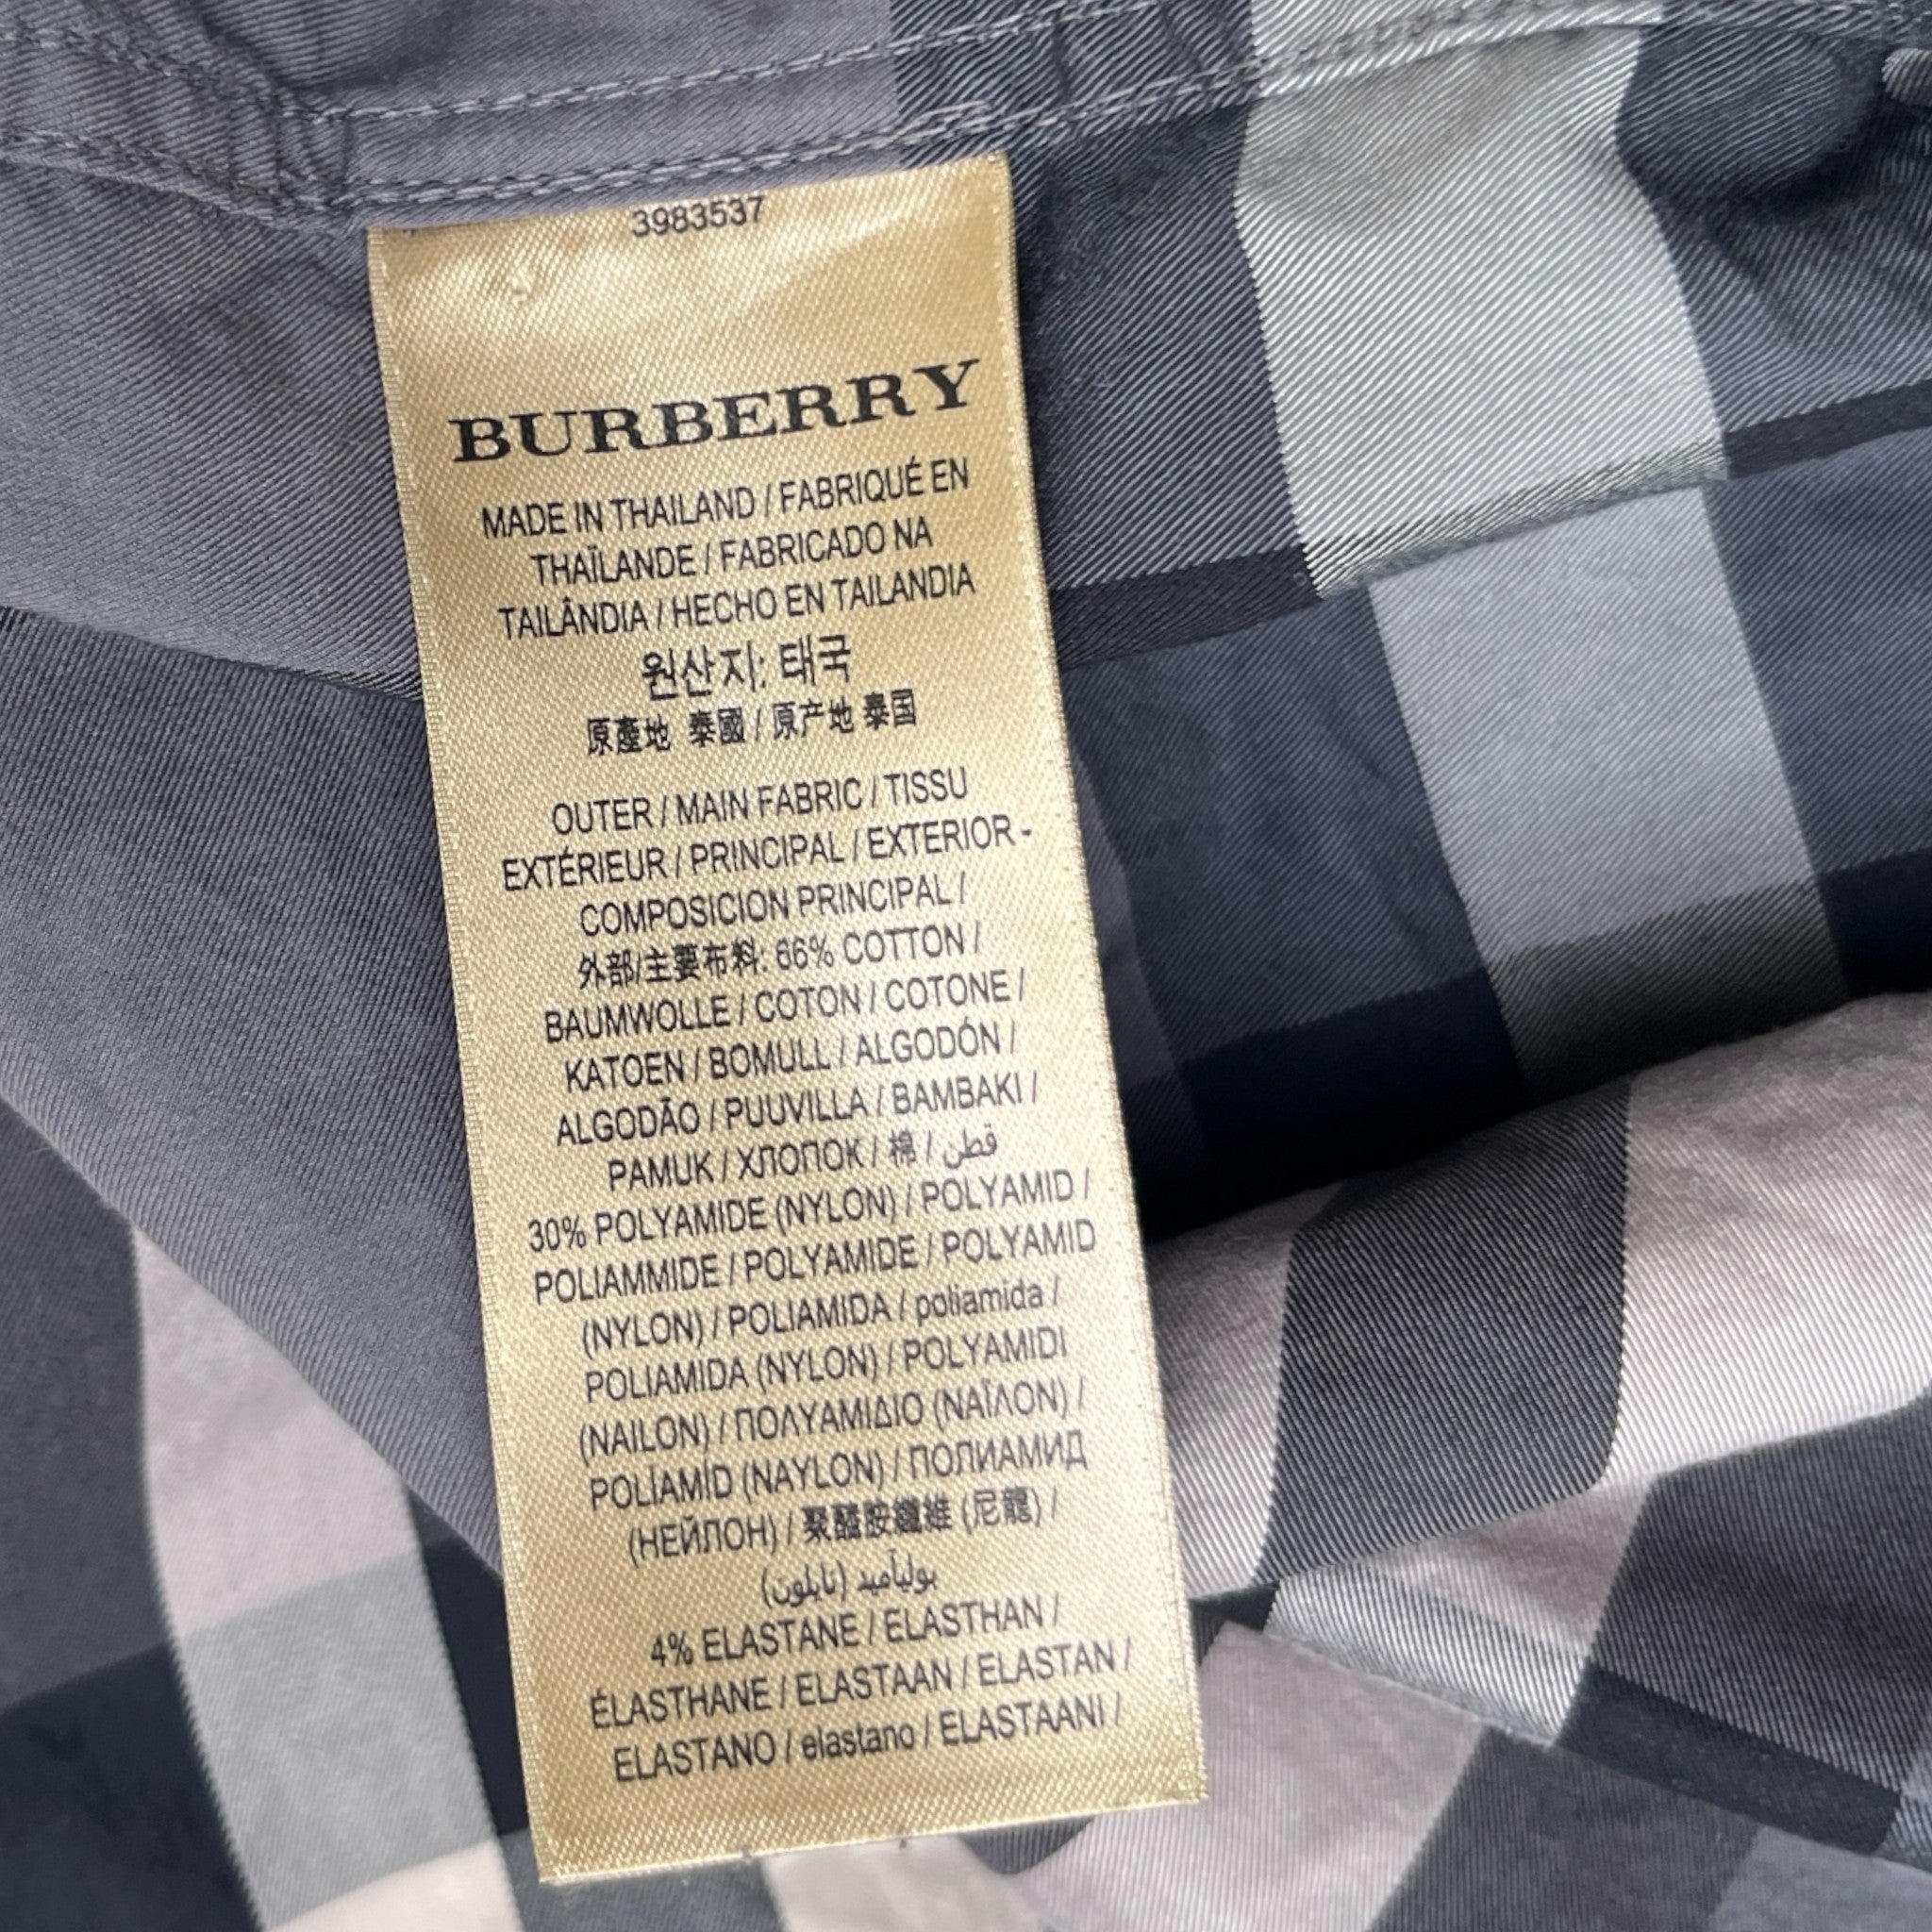 3983537
BURBERRY
MADE IN THAILAND / FABRIQUÉ EN
THAÏLANDE / FABRICADO NA
TAILÂNDIA / HECHO EN TAILANDIA
원산지: 태국
原產地 泰國 / 原产地 泰国
OUTER / MAIN FABRIC / TISSU
EXTÉRIEUR / PRINCIPAL / EXTERIOR -
COMPOSICION PRINCIPAL /
外部/主要布料: 66% COTTON /
BAUMWOLLE / COTON / COTONE /
KATOEN / BOMULL / ALGODÓN /
ALGODÃO / PUUVILLA / BAMBAKI /
PAMUK / ХЛОПОК / 棉 / قطن
30% POLYAMIDE (NYLON) / POLYAMID /
POLIAMMIDE / POLYAMIDE / POLYAMID
(NYLON) / POLIAMIDA / poliamida /
POLIAMIDA (NYLON) / POLYAMIDI
(NAILON) / ΠΟΛΥΑΜΙΔΙΟ (ΝΑΪΛΟΝ) /
POLİAMİD (NAYLON) / ПОЛИАМИД
(НЕЙЛОН) / 聚醯胺纖維 (尼龍) /
بولياميد (نايلون)
4% ELASTANE / ELASTHAN /
ÉLASTHANE / ELASTAAN / ELASTAN /
ELASTANO / elastano / ELASTAANI /